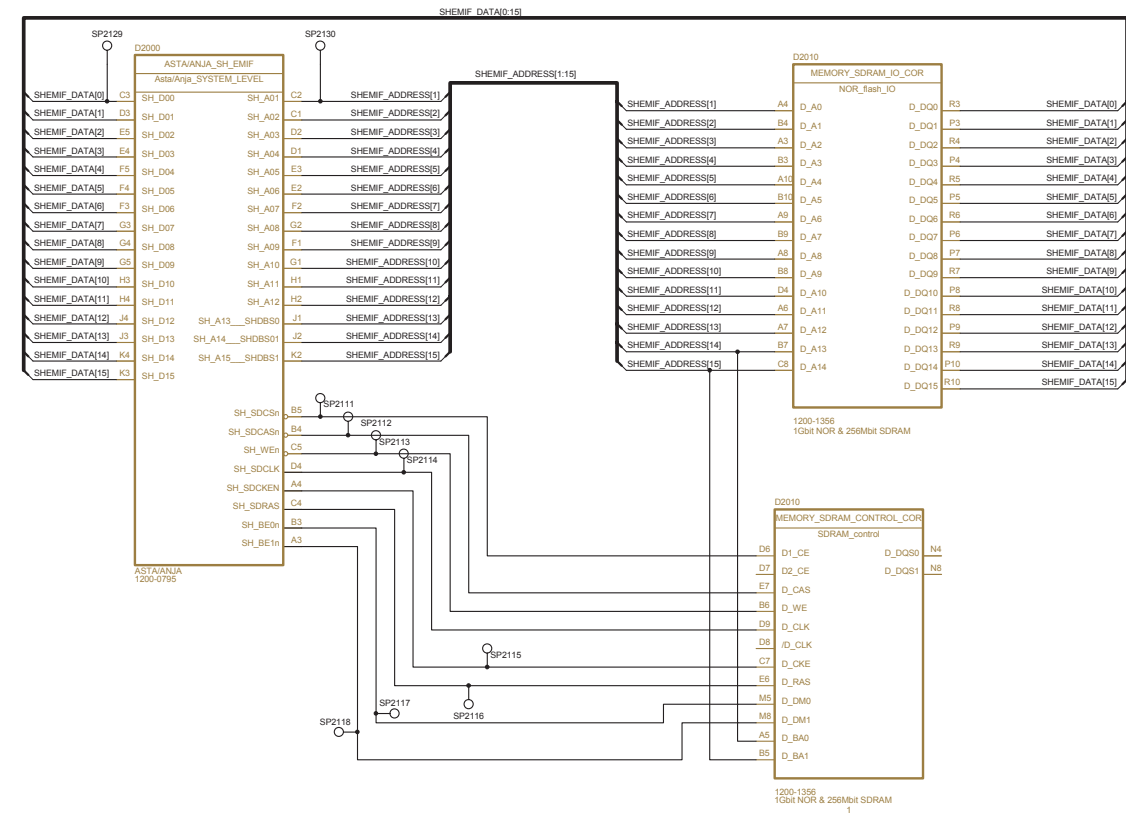 SHEMIF_DATA[0:15]
SP2129
SP2130
D2000
ASTA/ANJA_SH_EMIF
Asta/Anja_SYSTEM_LEVEL
SHEMIF_DATA[0] C3 SH_D00 SH_A01 C2 SHEMIF_ADDRESS[1]
SHEMIF_DATA[1] D3 SH_D01 SH_A02 C1 SHEMIF_ADDRESS[2]
SHEMIF_DATA[2] E5 SH_D02 SH_A03 D2 SHEMIF_ADDRESS[3]
SHEMIF_DATA[3] E4 SH_D03 SH_A04 D1 SHEMIF_ADDRESS[4]
SHEMIF_DATA[4] F5 SH_D04 SH_A05 E3 SHEMIF_ADDRESS[5]
SHEMIF_DATA[5] F4 SH_D05 SH_A06 E2 SHEMIF_ADDRESS[6]
SHEMIF_DATA[6] F3 SH_D06 SH_A07 F2 SHEMIF_ADDRESS[7]
SHEMIF_DATA[7] G3 SH_D07 SH_A08 G2 SHEMIF_ADDRESS[8]
SHEMIF_DATA[8] G4 SH_D08 SH_A09 F1 SHEMIF_ADDRESS[9]
SHEMIF_DATA[9] G5 SH_D09 SH_A10 G1 SHEMIF_ADDRESS[10]
SHEMIF_DATA[10] H3 SH_D10 SH_A11 H1 SHEMIF_ADDRESS[11]
SHEMIF_DATA[11] H4 SH_D11 SH_A12 H2 SHEMIF_ADDRESS[12]
SHEMIF_DATA[12] J4 SH_D12 SH_A13___SHDBS0 J1 SHEMIF_ADDRESS[13]
SHEMIF_DATA[13] J3 SH_D13 SH_A14___SHDBS01 J2 SHEMIF_ADDRESS[14]
SHEMIF_DATA[14] K4 SH_D14 SH_A15___SHDBS1 K2 SHEMIF_ADDRESS[15]
SHEMIF_DATA[15] K3 SH_D15
SH_SDCSn B5 SP2111
SH_SDCASn B4 SP2112
SH_WEn C5 SP2113
SH_SDCLK D4 SP2114
SH_SDCKEN A4
SH_SDRAS C4
SH_BE0n B3
SH_BE1n A3
ASTA/ANJA
1200-0795
SHEMIF_ADDRESS[1:15]
D2010
MEMORY_SDRAM_IO_COR
NOR_flash_IO
SHEMIF_ADDRESS[1] A4 D_A0 D_DQ0 R3 SHEMIF_DATA[0]
SHEMIF_ADDRESS[2] B4 D_A1 D_DQ1 P3 SHEMIF_DATA[1]
SHEMIF_ADDRESS[3] A3 D_A2 D_DQ2 R4 SHEMIF_DATA[2]
SHEMIF_ADDRESS[4] B3 D_A3 D_DQ3 P4 SHEMIF_DATA[3]
SHEMIF_ADDRESS[5] A10 D_A4 D_DQ4 R5 SHEMIF_DATA[4]
SHEMIF_ADDRESS[6] B10 D_A5 D_DQ5 P5 SHEMIF_DATA[5]
SHEMIF_ADDRESS[7] A9 D_A6 D_DQ6 R6 SHEMIF_DATA[6]
SHEMIF_ADDRESS[8] B9 D_A7 D_DQ7 P6 SHEMIF_DATA[7]
SHEMIF_ADDRESS[9] A8 D_A8 D_DQ8 P7 SHEMIF_DATA[8]
SHEMIF_ADDRESS[10] B8 D_A9 D_DQ9 R7 SHEMIF_DATA[9]
SHEMIF_ADDRESS[11] D4 D_A10 D_DQ10 P8 SHEMIF_DATA[10]
SHEMIF_ADDRESS[12] A6 D_A11 D_DQ11 R8 SHEMIF_DATA[11]
SHEMIF_ADDRESS[13] A7 D_A12 D_DQ12 P9 SHEMIF_DATA[12]
SHEMIF_ADDRESS[14] B7 D_A13 D_DQ13 R9 SHEMIF_DATA[13]
SHEMIF_ADDRESS[15] C8 D_A14 D_DQ14 P10 SHEMIF_DATA[14]
D_DQ15 R10 SHEMIF_DATA[15]
1200-1356
1Gbit NOR & 256Mbit SDRAM
D2010
MEMORY_SDRAM_CONTROL_COR
SDRAM_control
D6 D1_CE D_DQS0 N4
D7 D2_CE D_DQS1 N8
E7 D_CAS
B6 D_WE
D9 D_CLK
D8 /D_CLK
SP2115 C7 D_CKE
SP2116 E6 D_RAS
SP2117 M5 D_DM0
SP2118 M8 D_DM1
A5 D_BA0
B5 D_BA1
1200-1356
1Gbit NOR & 256Mbit SDRAM
1